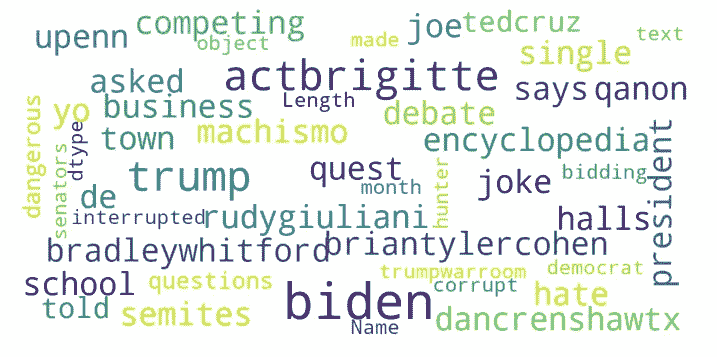 upenn competing joe tedcruz
object made text
asked actbrigitte single
says qanon
yo business Length debate
dangerous town machismo encyclopedia
dtype president
senators de trump quest joke bidding
month hunter
interrupted rudygiuliani halls
bradleywhitford briantylercohen
school questions trumpwarroom democrat
told semites biden corrupt hate
Name dancrenshawtx